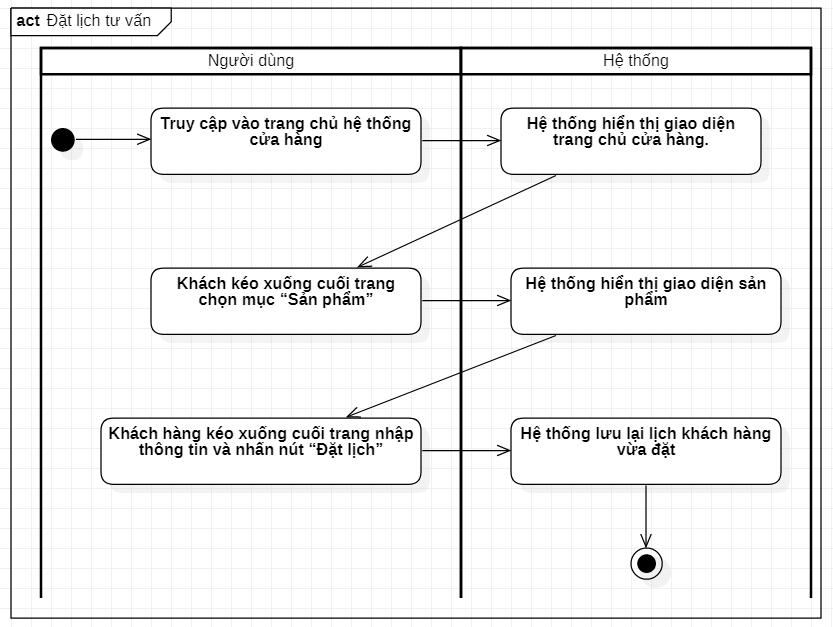 act Đặt lịch tư vấn
Người dùng
Hệ thống
Truy cập vào trang chủ hệ thống
cửa hàng
Hệ thống hiển thị giao diện
trang chủ cửa hàng.
Khách kéo xuống cuối trang
chọn mục “Sản phẩm”
Hệ thống hiển thị giao diện sản
phẩm
Khách hàng kéo xuống cuối trang nhập
thông tin và nhấn nút “Đặt lịch”
Hệ thống lưu lại lịch khách hàng
vừa đặt